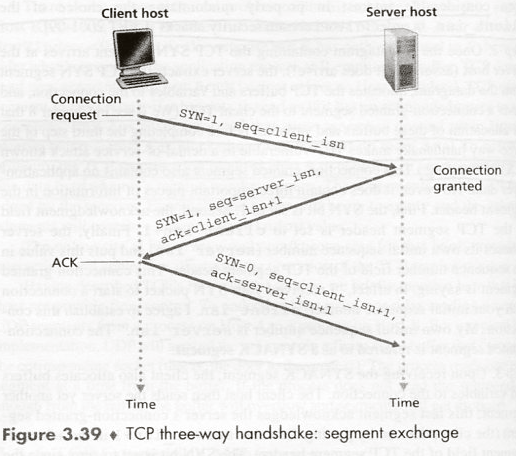 Client host
Server host
Connection
request
SYN=1, seq=client_isn
Connection
granted
SYN=1, seq=server_isn,
ack=client_isn+1
ACK
SYN=0, seq=client_isn+1,
ack=server_isn+1
Time
Time
Figure 3.39 ♦ TCP three-way handshake: segment exchange